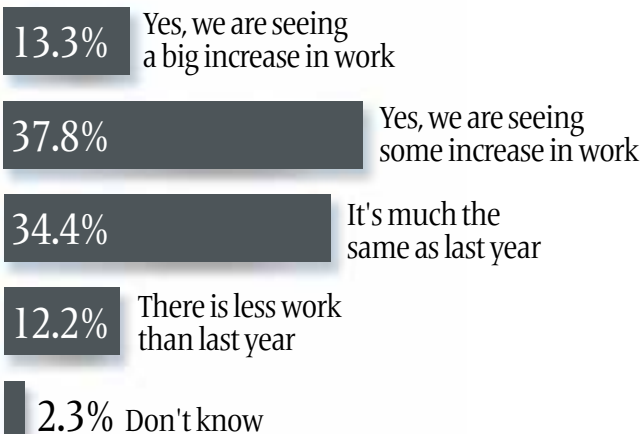 13.3% Yes, we are seeing
a big increase in work
37.8% Yes, we are seeing
some increase in work
34.4% It's much the
same as last year
12.2% There is less work
than last year
2.3% Don't know